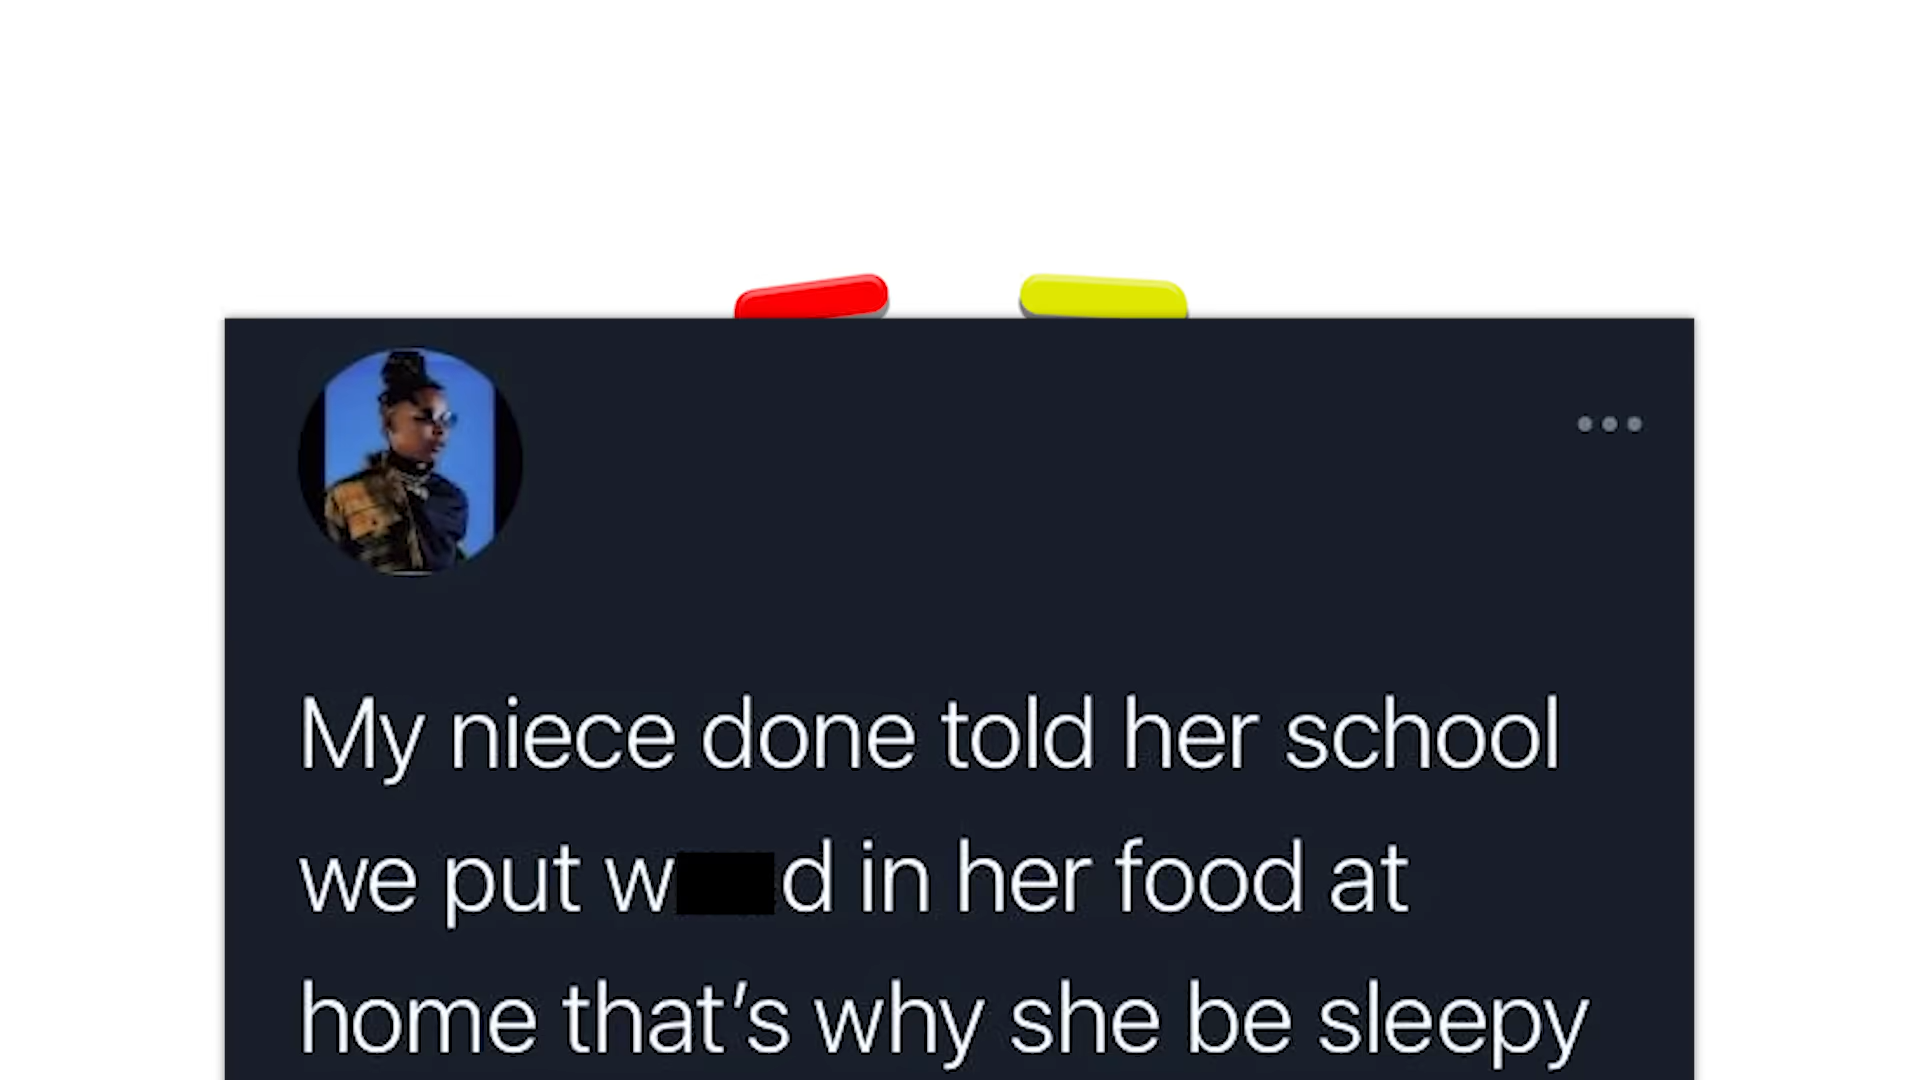 My niece done told her school
we put w d in her food at
home that's why she be sleepy